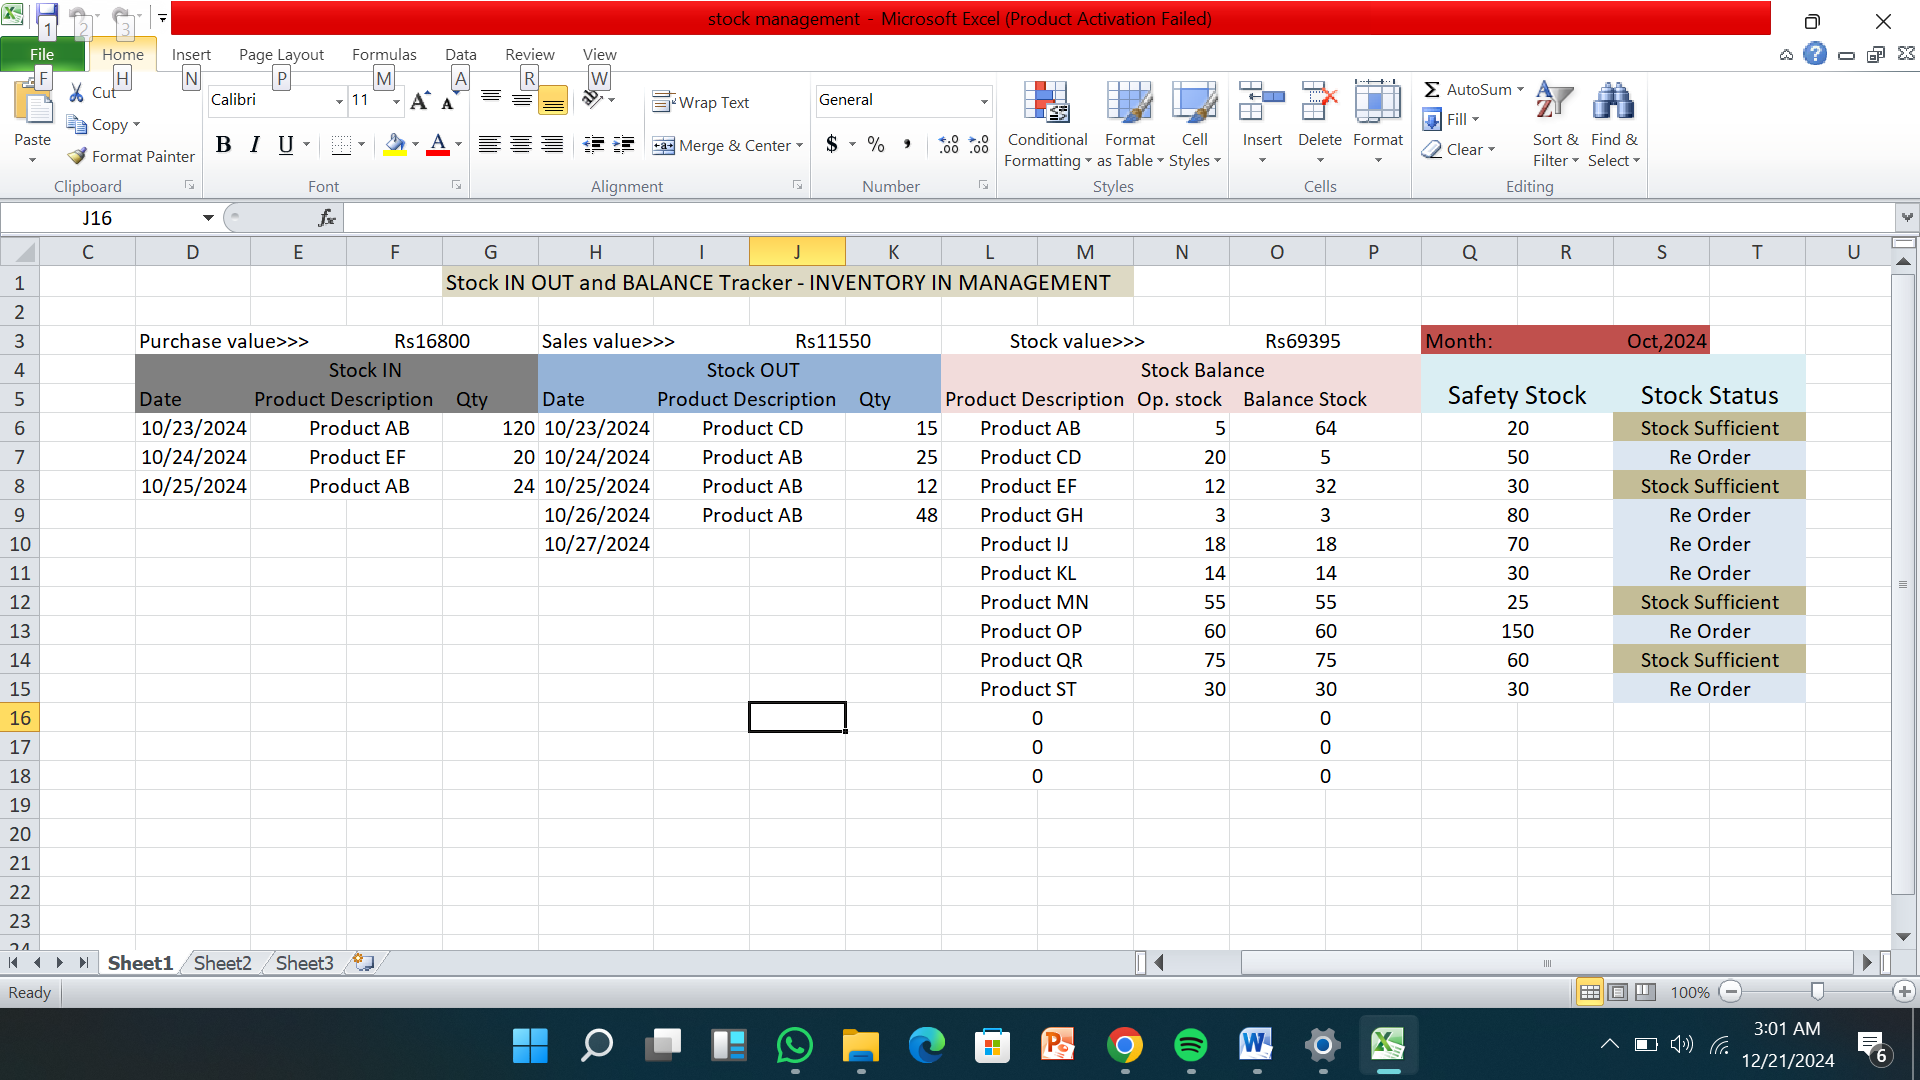 stock management - Microsoft Excel (Product Activation Failed)
1 2 3
File Home Insert Page Layout Formulas Data Review View
F H N P M A R W
Paste
Cut
Copy
Format Painter
Clipboard
Calibri 11
B I U
Font
Wrap Text
Merge & Center
Alignment
General
$ % ,
Number
Conditional Formatting
Format as Table
Cell Styles
Styles
Insert Delete Format
Cells
Σ AutoSum
Fill
Clear
Sort & Filter
Find & Select
Editing
J16 fx
C D E F G H I J K L M N O P Q R S T U
1 Stock IN OUT and BALANCE Tracker - INVENTORY IN MANAGEMENT
2
3 Purchase value>>> Rs16800 Sales value>>> Rs11550 Stock value>>> Rs69395 Month: Oct,2024
4 Stock IN Stock OUT Stock Balance
5 Date Product Description Qty Date Product Description Qty Product Description Op. stock Balance Stock Safety Stock Stock Status
6 10/23/2024 Product AB 120 10/23/2024 Product CD 15 Product AB 5 64 20 Stock Sufficient
7 10/24/2024 Product EF 20 10/24/2024 Product AB 25 Product CD 20 5 50 Re Order
8 10/25/2024 Product AB 24 10/25/2024 Product AB 12 Product EF 12 32 30 Stock Sufficient
9 10/26/2024 Product AB 48 Product GH 3 3 80 Re Order
10 10/27/2024 Product IJ 18 18 70 Re Order
11 Product KL 14 14 30 Re Order
12 Product MN 55 55 25 Stock Sufficient
13 Product OP 60 60 150 Re Order
14 Product QR 75 75 60 Stock Sufficient
15 Product ST 30 30 30 Re Order
16 0 0
17 0 0
18 0 0
19
20
21
22
23
24
Sheet1 Sheet2 Sheet3
Ready 100%
3:01 AM
12/21/2024
6